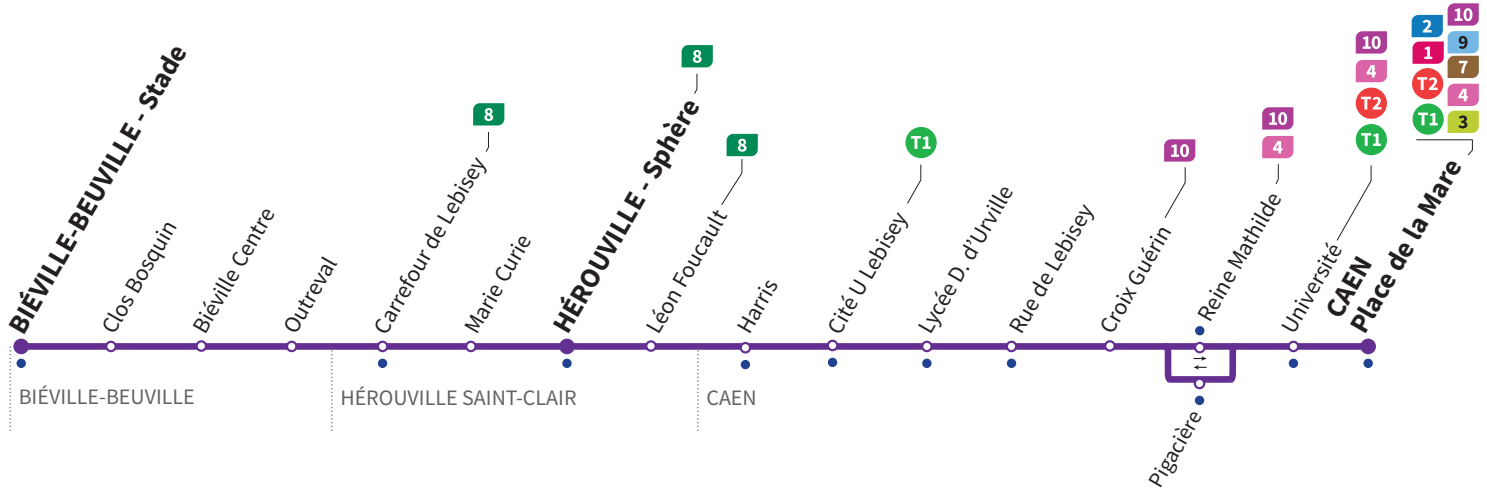 BIÉVILLE-BEUVILLE - Stade
Clos Bosquin
Biéville Centre
Outreval
8
Carrefour de Lebisey
Marie Curie
8
HÉROUVILLE - Sphère
8
Léon Foucault
Harris
T1
Cité U Lebisey
Lycée D. d'Urville
Rue de Lebisey
10
Croix Guérin
10
4
Reine Mathilde
Pigacière
10
4
T2
T1
Université
2
1
T2
T1
10
9
7
4
3
CAEN
Place de la Mare
BIÉVILLE-BEUVILLE
HÉROUVILLE SAINT-CLAIR
CAEN